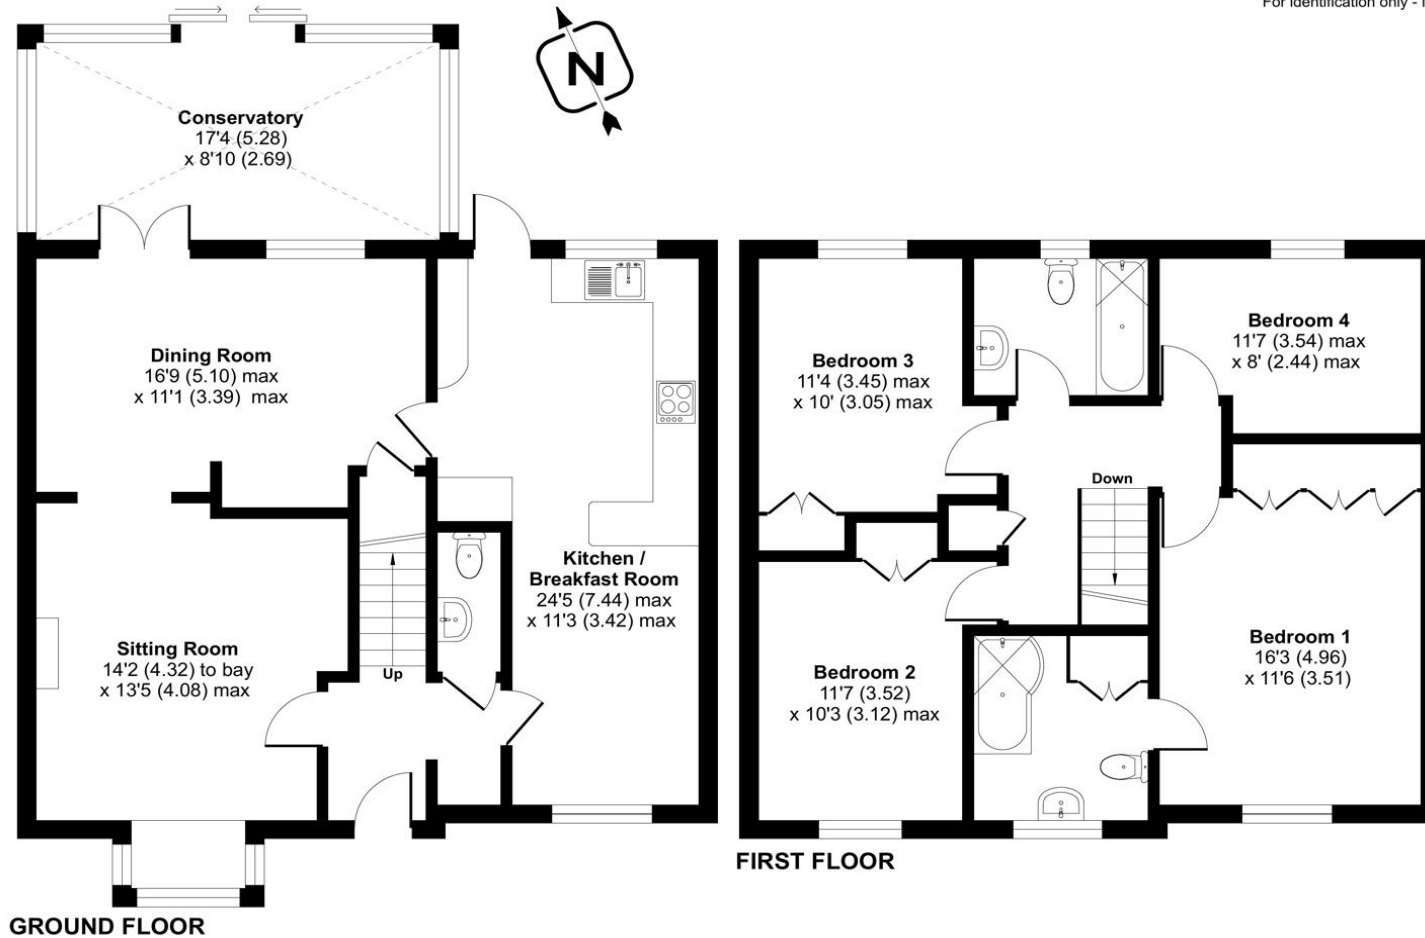 For identification only -
N
Conservatory
17'4 (5.28)
x 8'10 (2.69)
Dining Room
16'9 (5.10) max
x 11'1 (3.39) max
Kitchen /
Breakfast Room
24'5 (7.44) max
x 11'3 (3.42) max
Sitting Room
14'2 (4.32) to bay
x 13'5 (4.08) max
Up
GROUND FLOOR
Bedroom 3
11'4 (3.45) max
x 10' (3.05) max
Bedroom 4
11'7 (3.54) max
x 8' (2.44) max
Down
Bedroom 2
11'7 (3.52)
x 10'3 (3.12) max
Bedroom 1
16'3 (4.96)
x 11'6 (3.51)
FIRST FLOOR